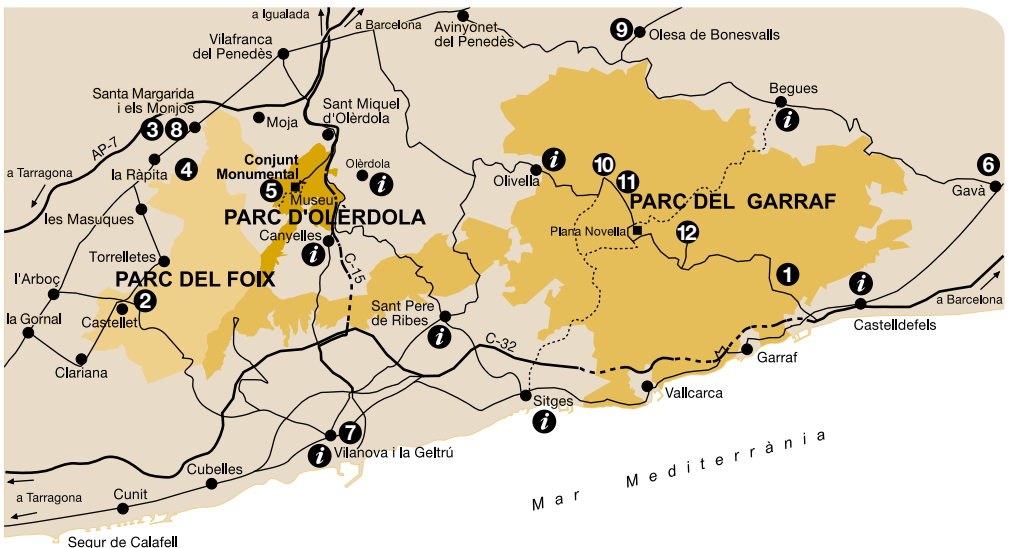 a Igualada
a Barcelona
Avinyonet
del Penedès
9
Olesa de Bonesvalls
Vilafranca
del Penedès
Santa Margarida
i els Monjos
3 8
Moja
Sant Miquel
d'Olèrdola
Begues
i
AP-7
a Tarragona
la Ràpita
4
Conjunt
Monumental
5
Museu
Olèrdola
i
Olivella
i
10
11
6
Gavà
PARC D'OLÈRDOLA
PARC DEL GARRAF
les Masuques
Canyelles
i
Plana Novella
12
Torrelletes
C-15
PARC DEL FOIX
l'Arboç
2
Castellet
1
i
Castelldefels
a Barcelona
Sant Pere
de Ribes
i
la Gornal
Clariana
C-32
Garraf
Vallcarca
Sitges
i
7
i
Vilanova i la Geltrú
Mar Mediterrània
Cubelles
a Tarragona
Cunit
Segur de Calafell